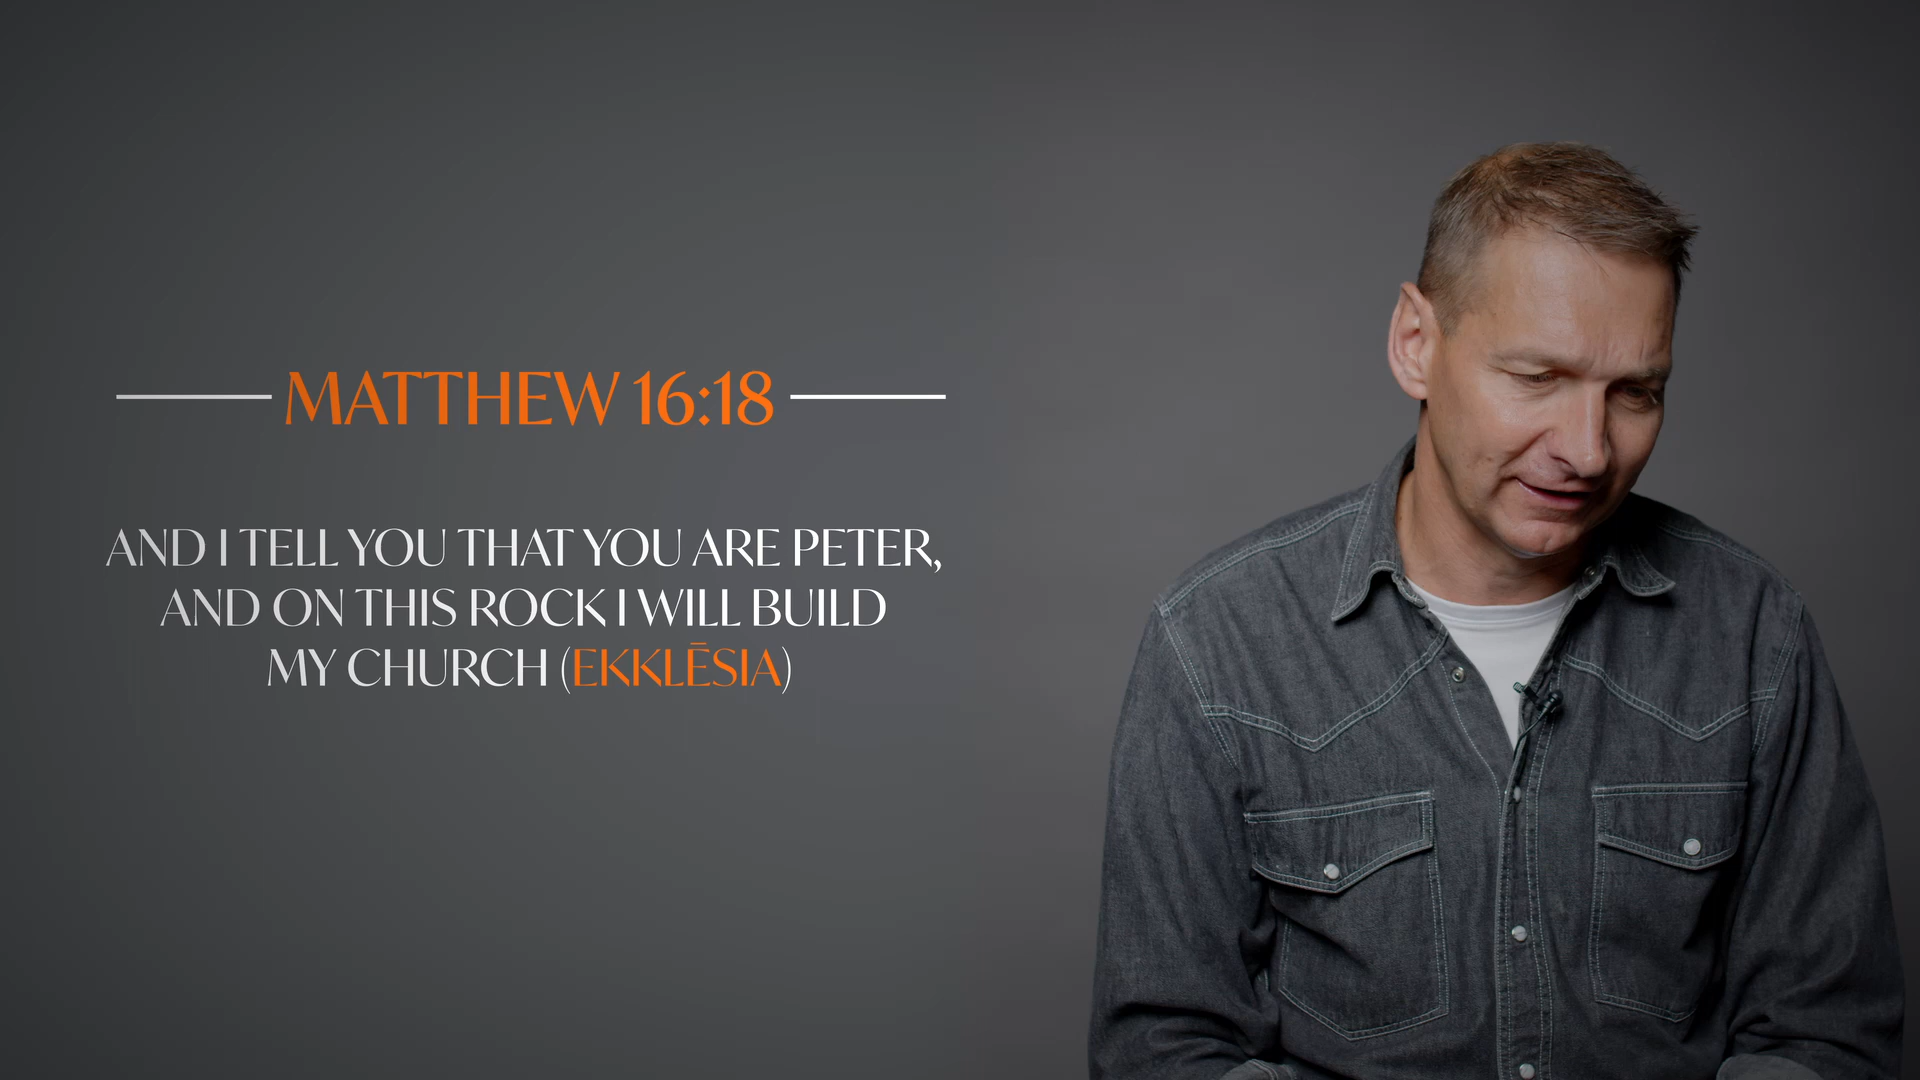 MATTHEW 16:18
AND I TELL YOU THAT YOU ARE PETER,
AND ON THIS ROCK I WILL BUILD
MY CHURCH (EKKLĒSIA)